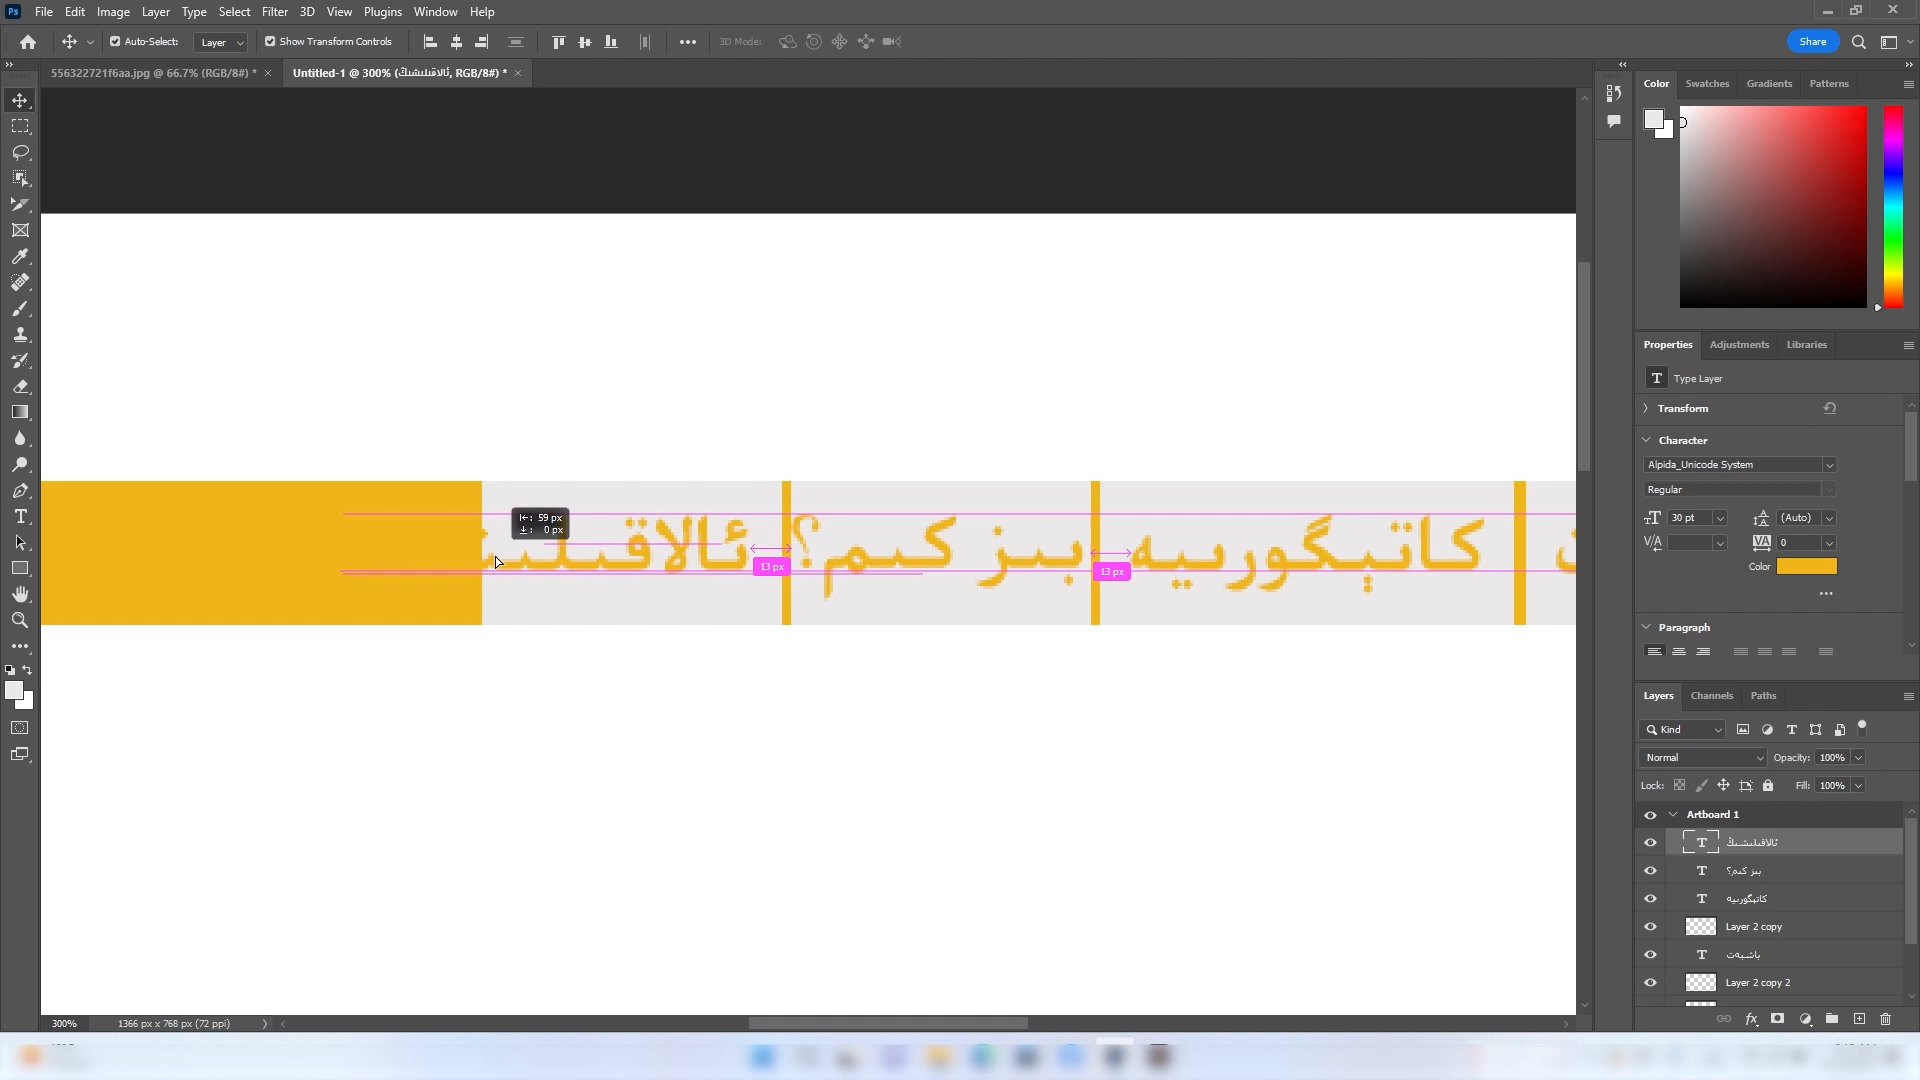 File Edit Image Layer Type Select Filter 3D View Plugins Window Help
Auto-Select: Layer Show Transform Controls 3D Mode: Share
556322721f6aa.jpg @ 66.7% (RGB/8#) *
Untitled-1 @ 300% (ئالاقىلىشىڭ, RGB/8#) *
Color Swatches Gradients Patterns
59 px
0 px
كاتېگورىيە
بىز كىم؟
ئالاقىلىش
13 px
13 px
Properties Adjustments Libraries
Type Layer
Transform
Character
Alpida_Unicode System
Regular
30 pt (Auto)
0
Color
Paragraph
Layers Channels Paths
Kind
Normal Opacity: 100%
Lock: Fill: 100%
Artboard 1
ئالاقىلىشىڭ
بىز كىم؟
كاتېگورىيە
Layer 2 copy
باشبەت
Layer 2 copy 2
300% 1366 px x 768 px (72 ppi)